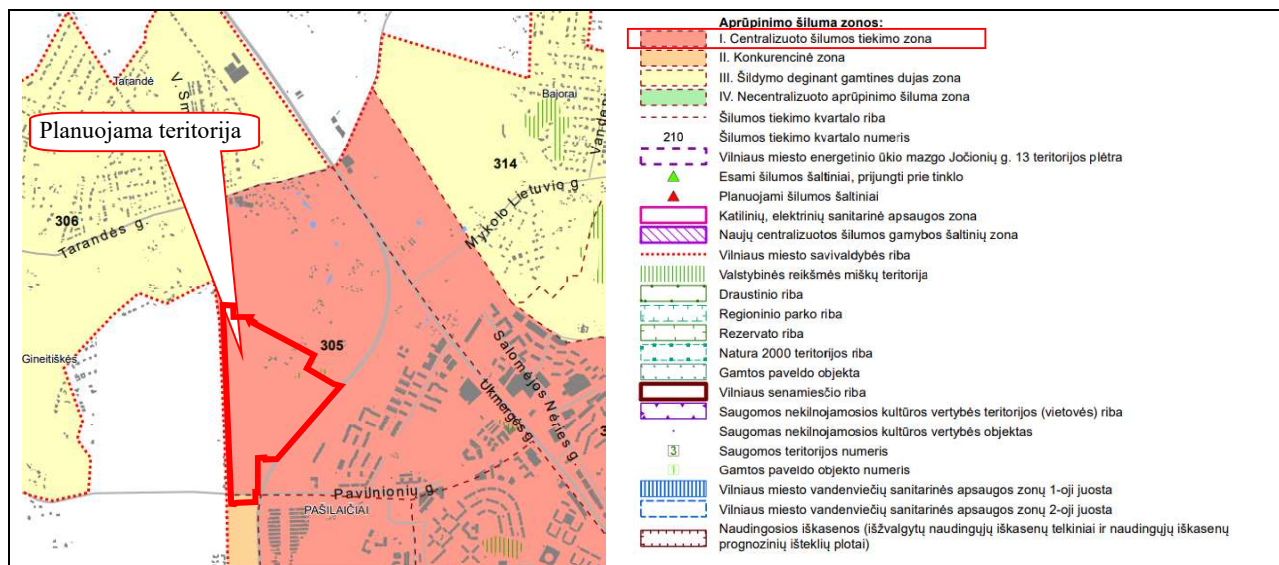 Tarandė
V Sm
Planuojama teritorija
306
Tarandės g.
Gineitiškės
305
314
Bajorai
Vanden
Mykolo Lietuvio g.
Salomėjos Nėries g.
Ukmergės g.
Pavilnionių g.
PAŠILAIČIAI
Aprūpinimo šiluma zonos:
I. Centralizuoto šilumos tiekimo zona
II. Konkurencinė zona
III. Šildymo deginant gamtines dujas zona
IV. Necentralizuoto aprūpinimo šiluma zona
Šilumos tiekimo kvartalo riba
210 Šilumos tiekimo kvartalo numeris
Vilniaus miesto energetinio ūkio mazgo Jočionių g. 13 teritorijos plėtra
Esami šilumos šaltiniai, prijungti prie tinklo
Planuojami šilumos šaltiniai
Katilinių, elektrinių sanitarinė apsaugos zona
Naujų centralizuotos šilumos gamybos šaltinių zona
Vilniaus miesto savivaldybės riba
Valstybinės reikšmės miškų teritorija
Draustinio riba
Regioninio parko riba
Rezervato riba
Natura 2000 teritorijos riba
Gamtos paveldo objekta
Vilniaus senamiesčio riba
Saugomos nekilnojamosios kultūros vertybės teritorijos (vietovės) riba
Saugomas nekilnojamosios kultūros vertybės objektas
3 Saugomos teritorijos numeris
1 Gamtos paveldo objekto numeris
Vilniaus miesto vandenviečių sanitarinės apsaugos zonų 1-oji juosta
Vilniaus miesto vandenviečių sanitarinės apsaugos zonų 2-oji juosta
Naudingosios iškasenos (išžvalgytų naudingųjų iškasenų telkiniai ir naudingųjų iškasenų
prognozinių išteklių plotai)